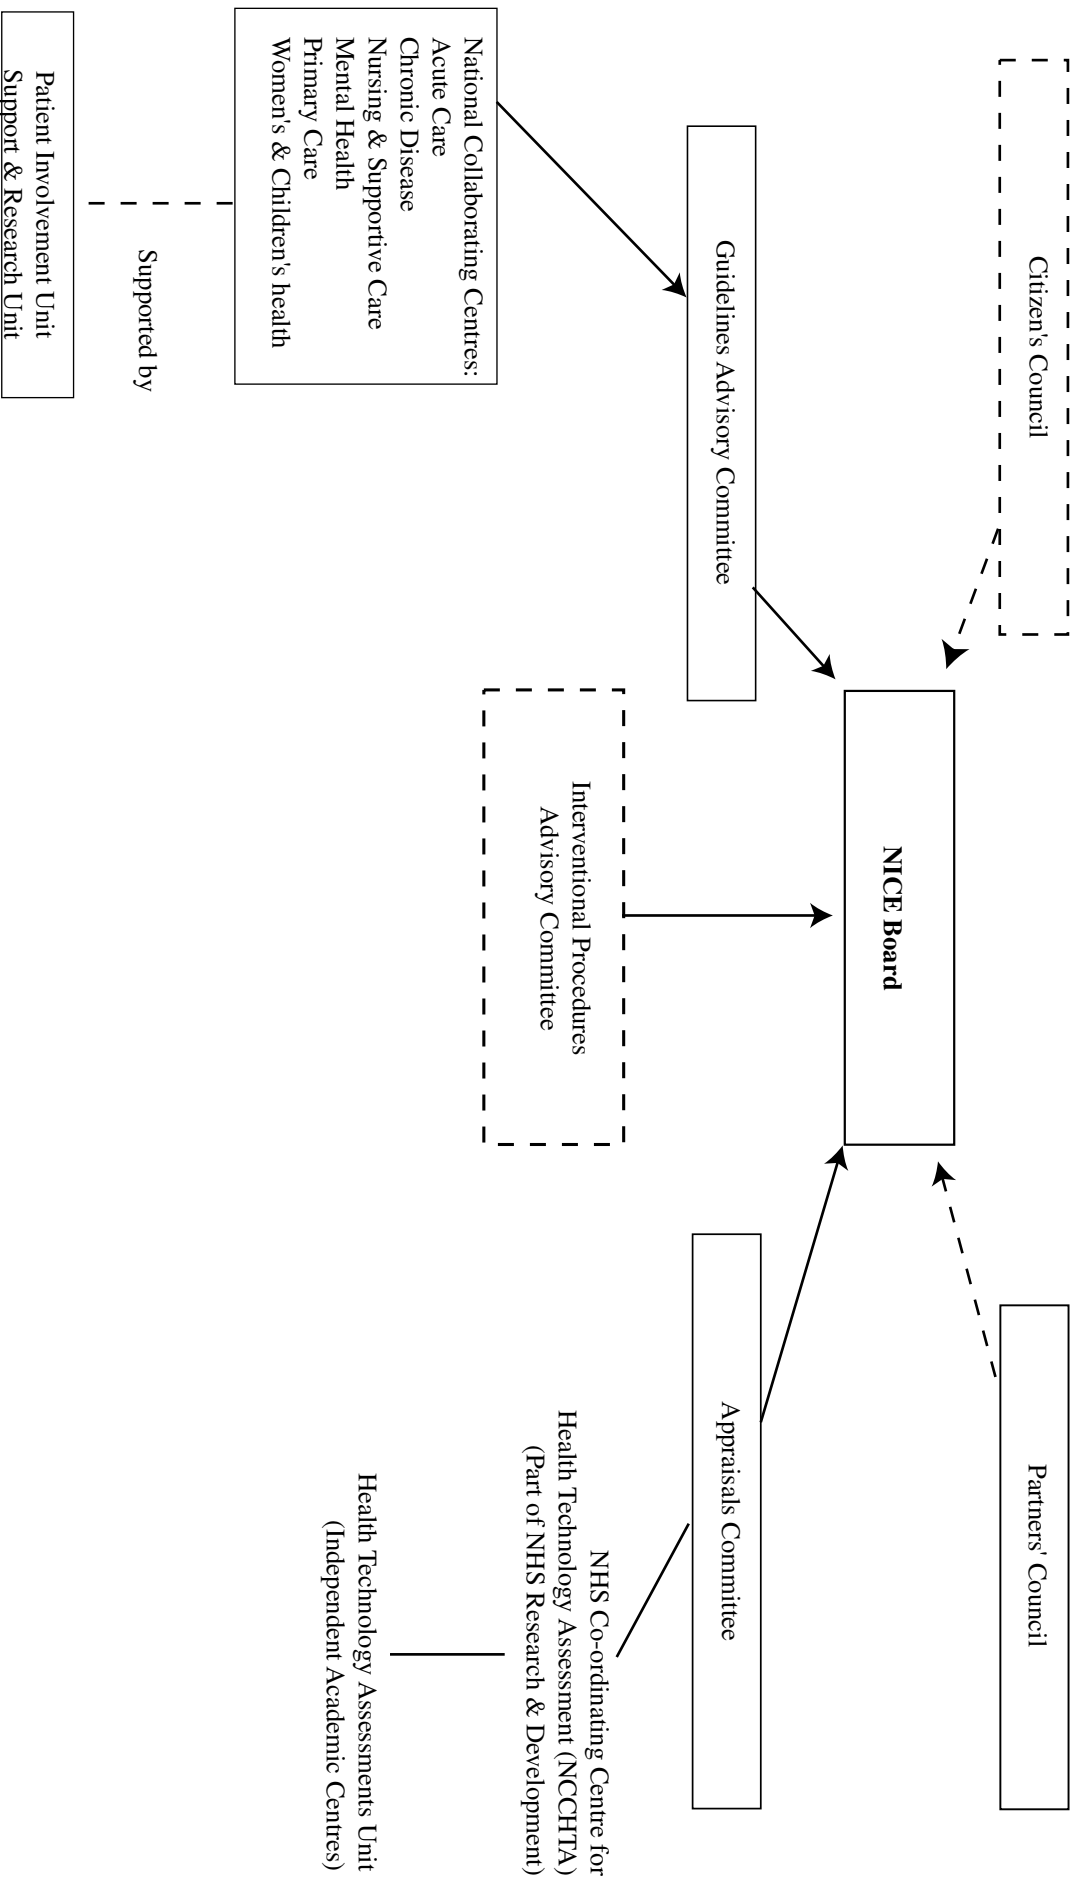 Citizen's Council
Partners' Council
NICE Board
Guidelines Advisory Committee
Appraisals Committee
Interventional Procedures
Advisory Committee
National Collaborating Centres:
Acute Care
Chronic Disease
Nursing & Supportive Care
Mental Health
Primary Care
Women's & Children's health
NHS Co-ordinating Centre for
Health Technology Assessment (NCCHTA)
(Part of NHS Research & Development)
Health Technology Assessments Unit
(Independent Academic Centres)
Supported by
Patient Involvement Unit
Support & Research Unit